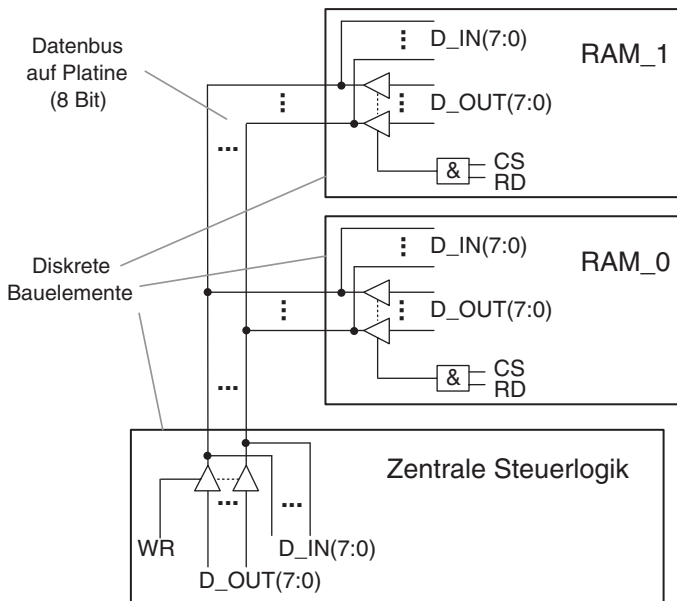 Datenbus
auf Platine
(8 Bit)
D_IN(7:0)
RAM_1
D_OUT(7:0)
&
CS
RD
Diskrete
Bauelemente
D_IN(7:0)
RAM_0
D_OUT(7:0)
&
CS
RD
Zentrale Steuerlogik
WR
D_IN(7:0)
D_OUT(7:0)